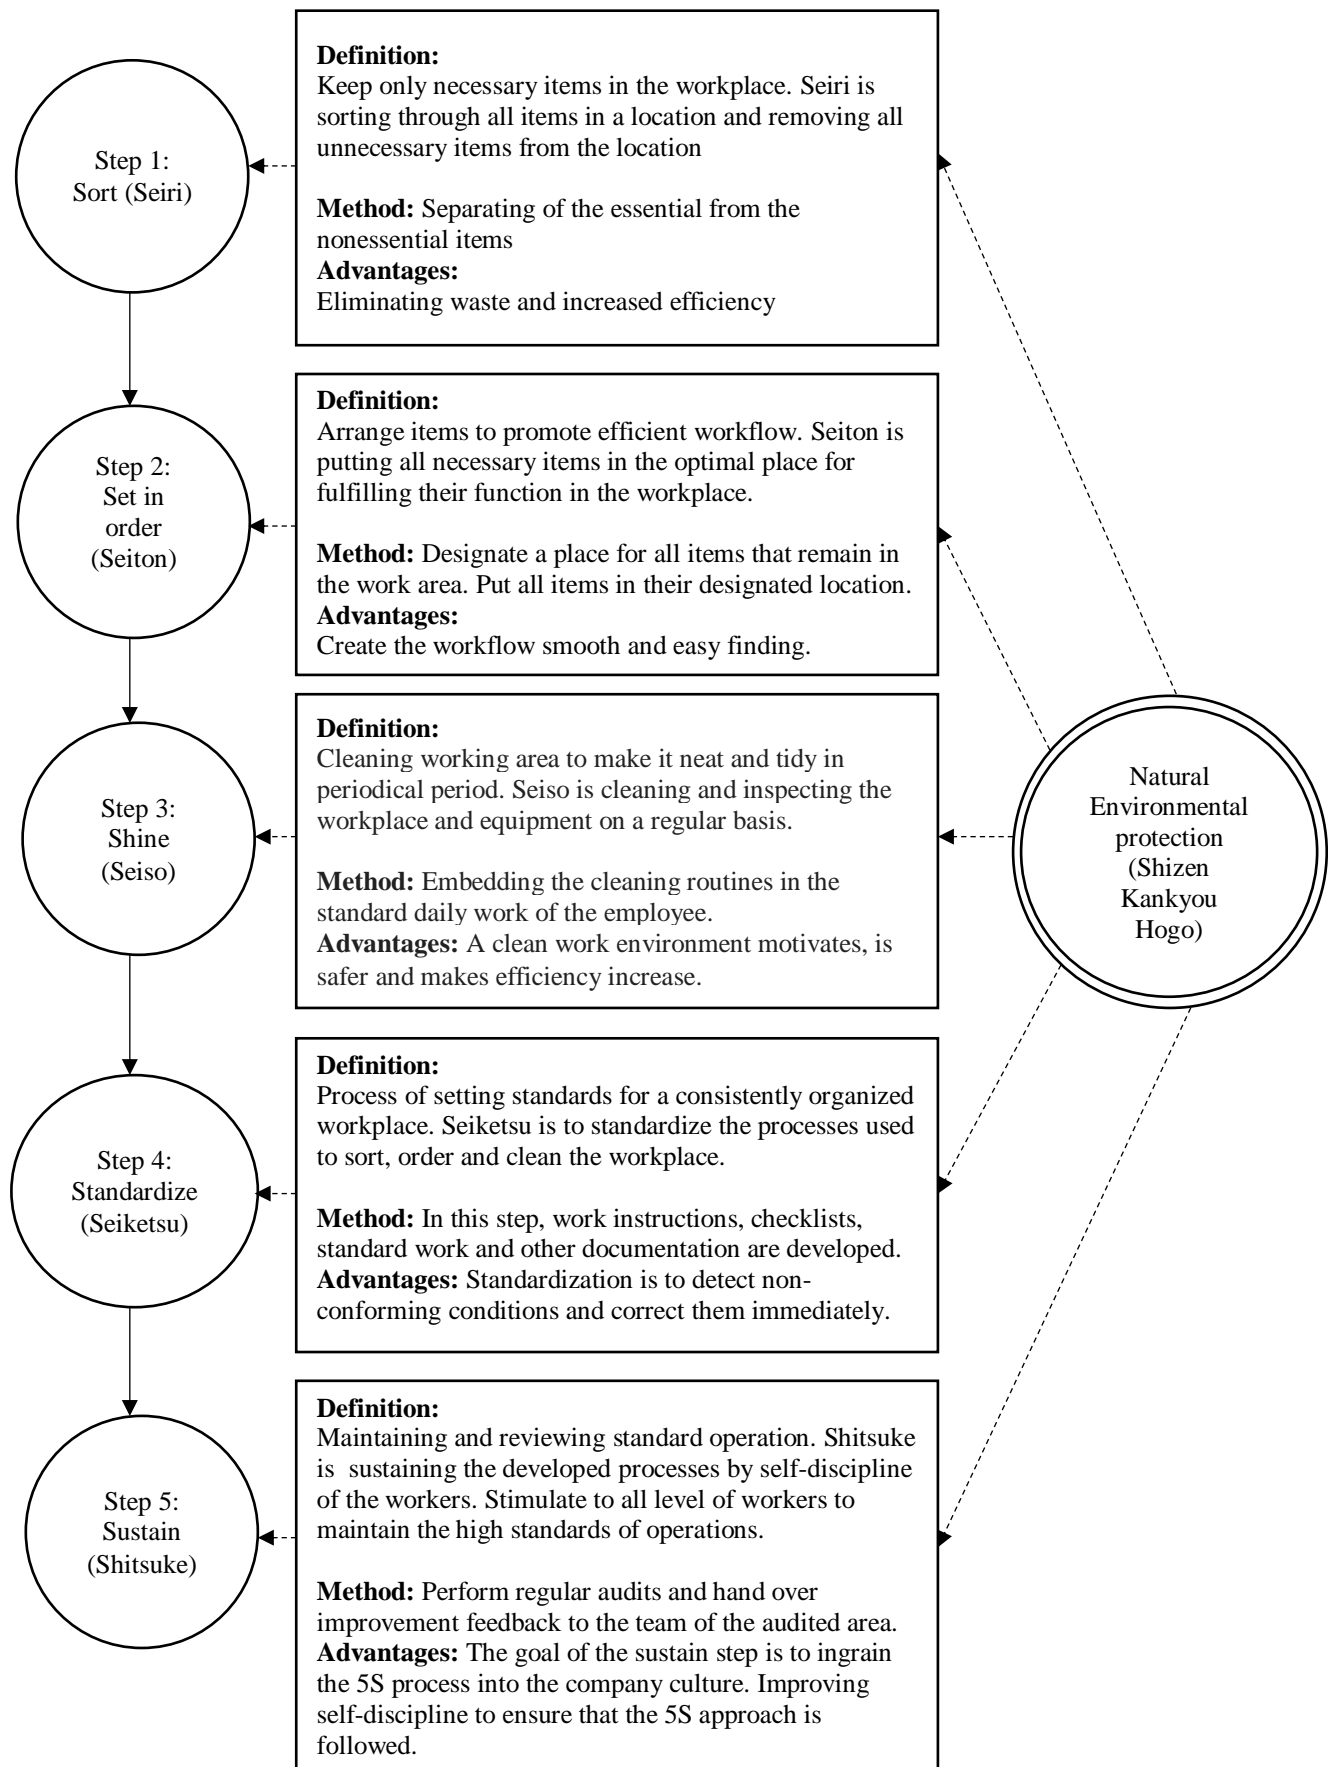 Step 1:
Sort (Seiri)
Definition:
Keep only necessary items in the workplace. Seiri is
sorting through all items in a location and removing all
unnecessary items from the location
Method: Separating of the essential from the
nonessential items
Advantages:
Eliminating waste and increased efficiency
Step 2:
Set in
order
(Seiton)
Definition:
Arrange items to promote efficient workflow. Seiton is
putting all necessary items in the optimal place for
fulfilling their function in the workplace.
Method: Designate a place for all items that remain in
the work area. Put all items in their designated location.
Advantages:
Create the workflow smooth and easy finding.
Step 3:
Shine
(Seiso)
Definition:
Cleaning working area to make it neat and tidy in
periodical period. Seiso is cleaning and inspecting the
workplace and equipment on a regular basis.
Method: Embedding the cleaning routines in the
standard daily work of the employee.
Advantages: A clean work environment motivates, is
safer and makes efficiency increase.
Step 4:
Standardize
(Seiketsu)
Definition:
Process of setting standards for a consistently organized
workplace. Seiketsu is to standardize the processes used
to sort, order and clean the workplace.
Method: In this step, work instructions, checklists,
standard work and other documentation are developed.
Advantages: Standardization is to detect non-
conforming conditions and correct them immediately.
Step 5:
Sustain
(Shitsuke)
Definition:
Maintaining and reviewing standard operation. Shitsuke
is  sustaining the developed processes by self-discipline
of the workers. Stimulate to all level of workers to
maintain the high standards of operations.
Method: Perform regular audits and hand over
improvement feedback to the team of the audited area.
Advantages: The goal of the sustain step is to ingrain
the 5S process into the company culture. Improving
self-discipline to ensure that the 5S approach is
followed.
Natural
Environmental
protection
(Shizen
Kankyou
Hogo)